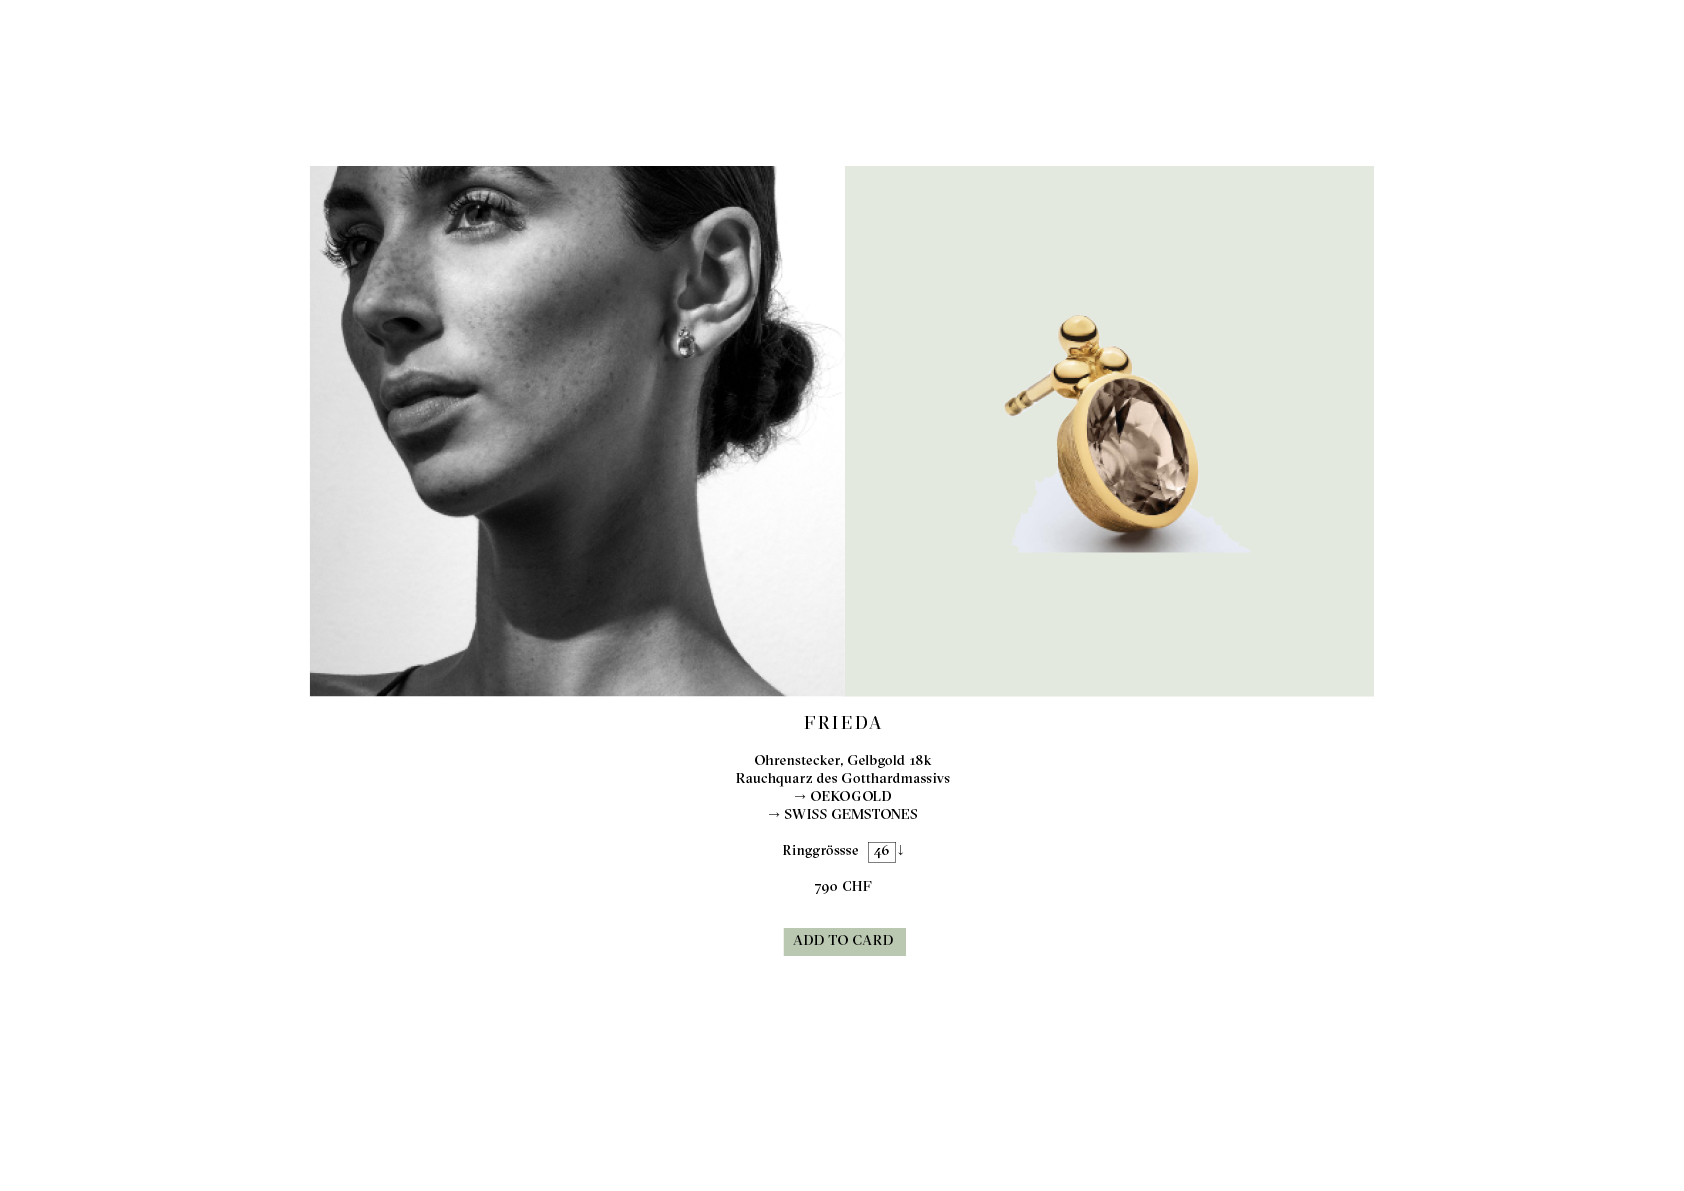 FRIEDA
Ohrenstecker, Gelbgold 18k
Rauchquarz des Gotthardmassivs
→ OEKOGOLD
→ SWISS GEMSTONES
Ringgrössse 46 ↓
790 CHF
ADD TO CARD